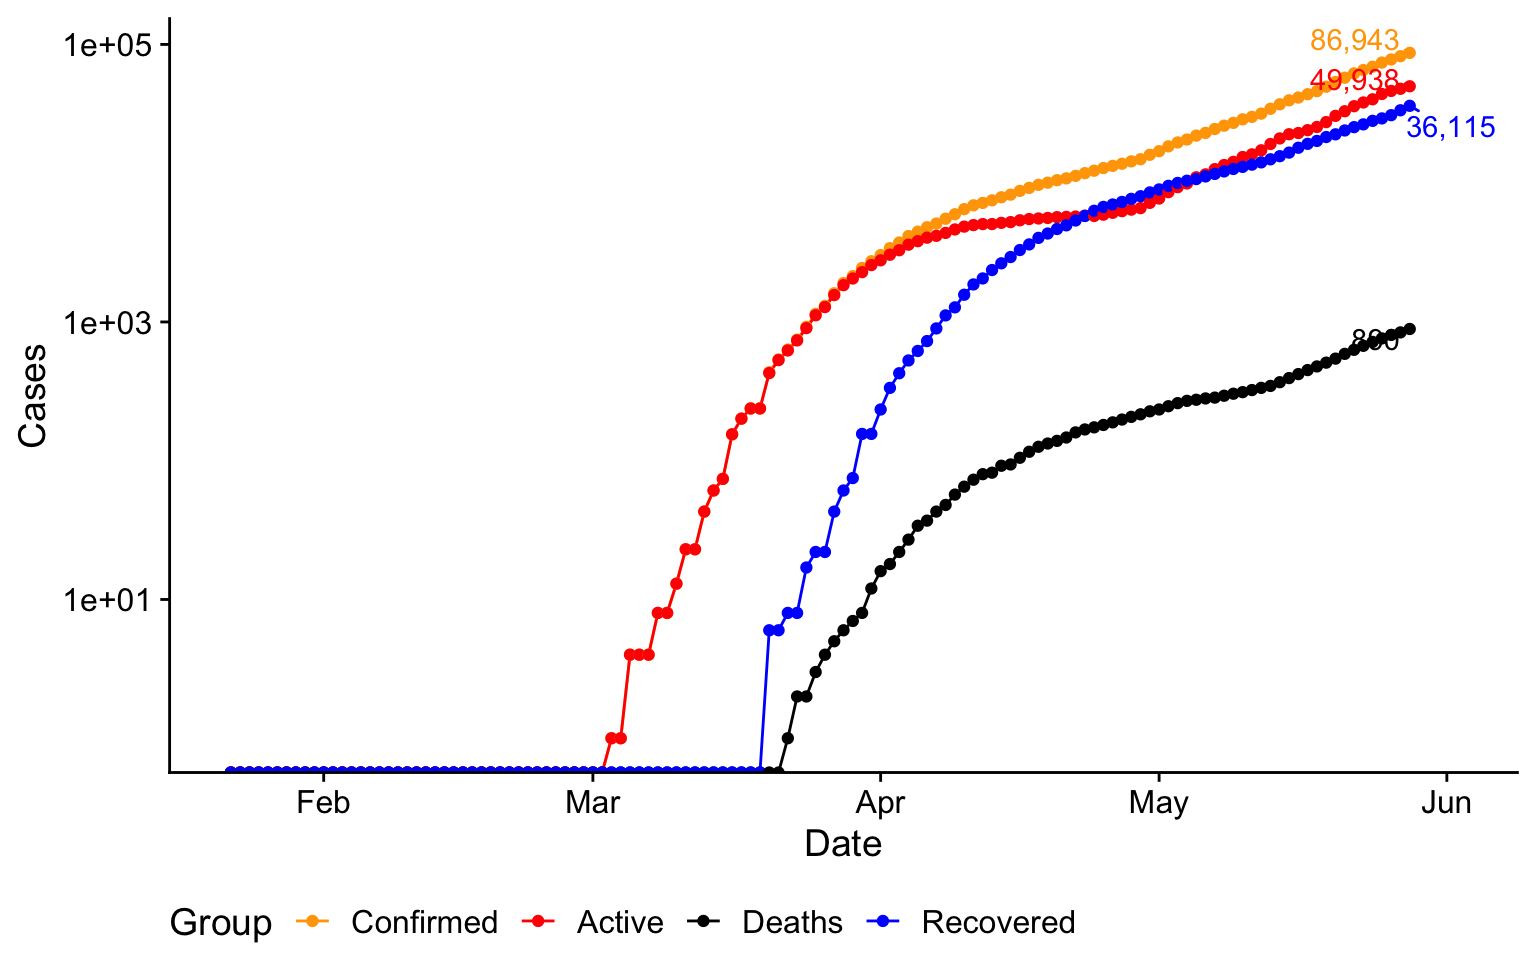 1e+05
1e+03
1e+01
Cases
86,943
49,938
36,115
890
Feb Mar Apr May Jun
Date
Group Confirmed Active Deaths Recovered